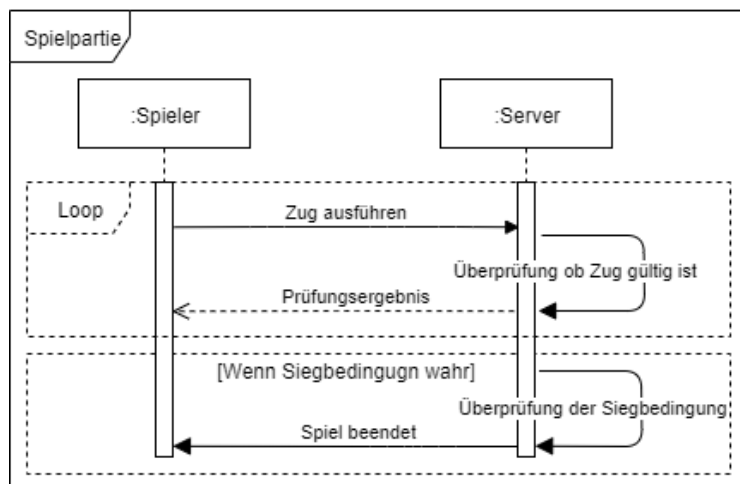 Spielpartie
:Spieler
:Server
Loop
Zug ausführen
Überprüfung ob Zug gültig ist
Prüfungsergebnis
[Wenn Siegbedingugn wahr]
Überprüfung der Siegbedingung
Spiel beendet